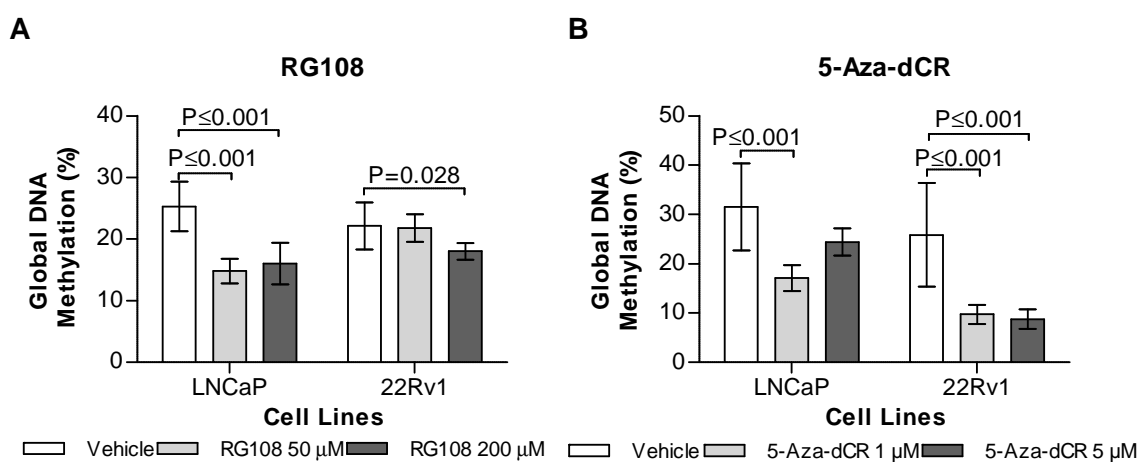 A
RG108
Global DNA
Methylation (%)
40
30
20
10
0
P≤0.001
P≤0.001
P=0.028
LNCaP
22Rv1
Cell Lines
Vehicle
RG108 50 μM
RG108 200 μM
B
5-Aza-dCR
Global DNA
Methylation (%)
50
40
30
20
10
0
P≤0.001
P≤0.001
P≤0.001
LNCaP
22Rv1
Cell Lines
Vehicle
5-Aza-dCR 1 μM
5-Aza-dCR 5 μM